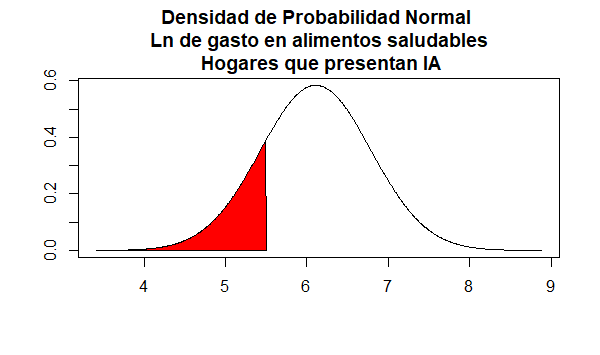 Densidad de Probabilidad Normal
Ln de gasto en alimentos saludables
Hogares que presentan IA
0.6
0.4
0.2
0.0
4 5 6 7 8 9